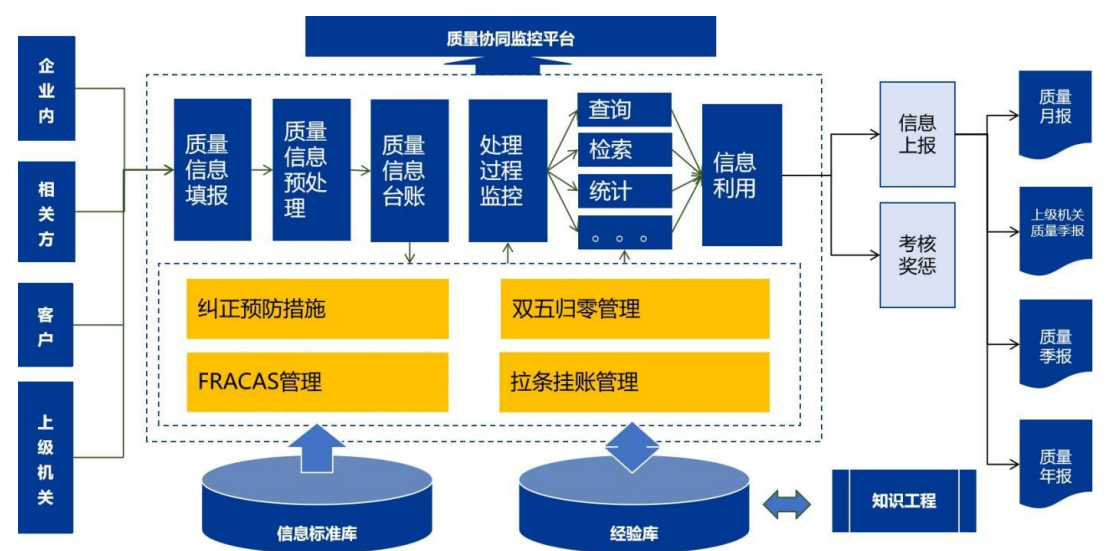 质量协同监控平台
企
业
内
相
关
方
客
户
上
级
机
关
质量
信息
填报
质量
信息
预处
理
质量
信息
台账
处理
过程
监控
查询
检索
统计
。。。
信息
利用
信息
上报
考核
奖惩
质量
月报
上级机关
质量季报
质量
季报
质量
年报
纠正预防措施
双五归零管理
FRACAS管理
拉条挂账管理
信息标准库
经验库
知识工程